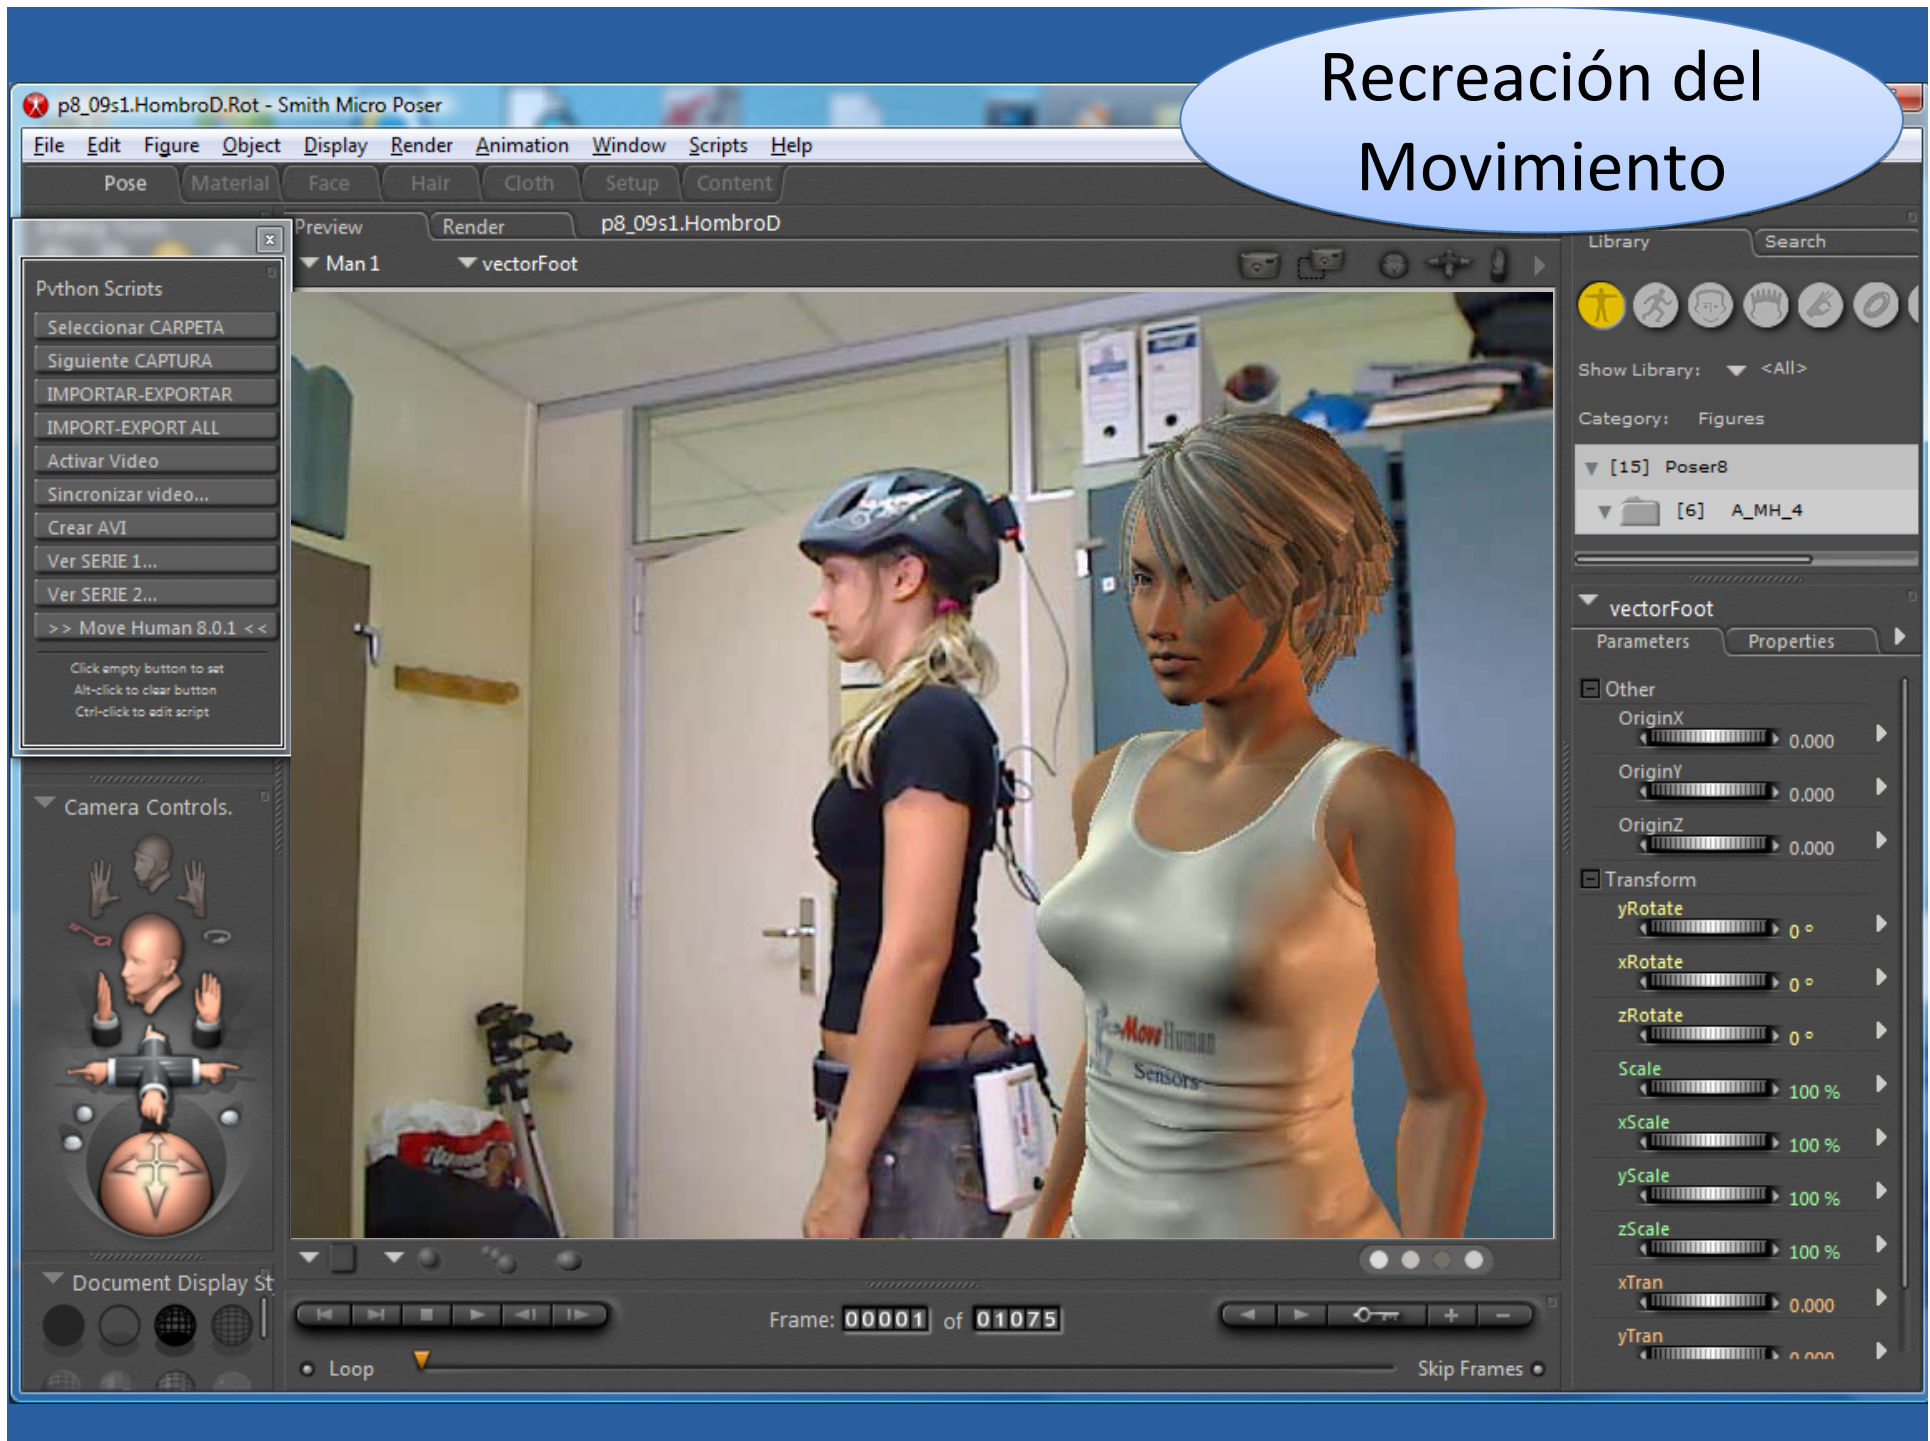 Recreación del
Movimiento
p8_09s1.HombroD.Rot - Smith Micro Poser
File Edit Figure Object Display Render Animation Window Scripts Help
Pose Material Face Hair Cloth Setup Content
Preview Render p8_09s1.HombroD
Man 1 vectorFoot
Python Scripts
Seleccionar CARPETA
Siguiente CAPTURA
IMPORTAR-EXPORTAR
IMPORT-EXPORT ALL
Activar Video
Sincronizar video...
Crear AVI
Ver SERIE 1...
Ver SERIE 2...
>> Move Human 8.0.1 <<
Click empty button to set
Alt-click to clear button
Ctrl-click to edit script
Camera Controls.
Document Display St
MoveHuman
Sensors
Frame: 00001 of 01075
Loop
Skip Frames
Library Search
Show Library: <All>
Category: Figures
[15] Poser8
[6] A_MH_4
vectorFoot
Parameters Properties
Other
OriginX
0.000
OriginY
0.000
OriginZ
0.000
Transform
yRotate
0 °
xRotate
0 °
zRotate
0 °
Scale
100 %
xScale
100 %
yScale
100 %
zScale
100 %
xTran
0.000
yTran
0.000